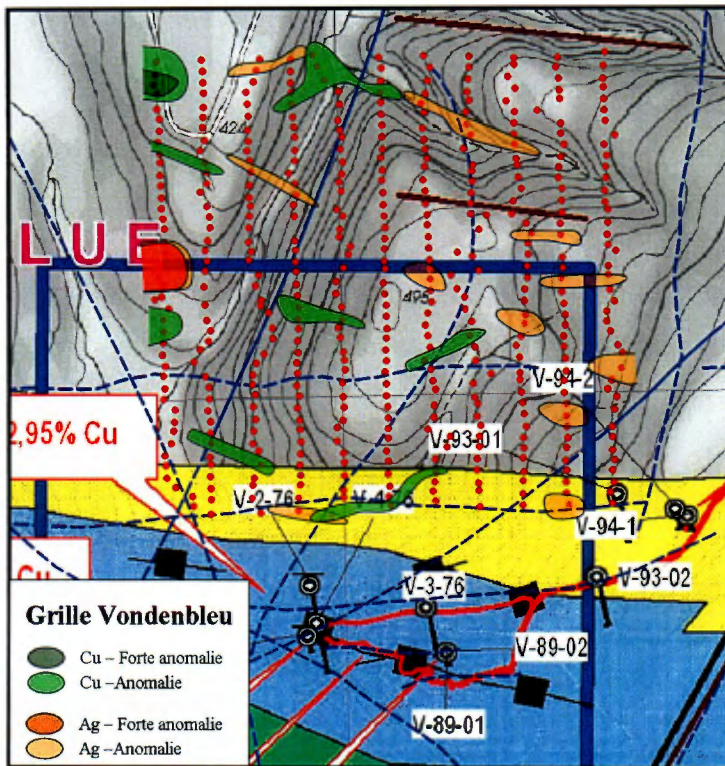 424
L U E
495
V-94-2
2,95% Cu
V-93-01
V-2-76
V-94-1
V-3-76
V-93-02
V-89-02
V-89-01
Grille Vondenbleu
Cu – Forte anomalie
Cu – Anomalie
Ag – Forte anomalie
Ag – Anomalie